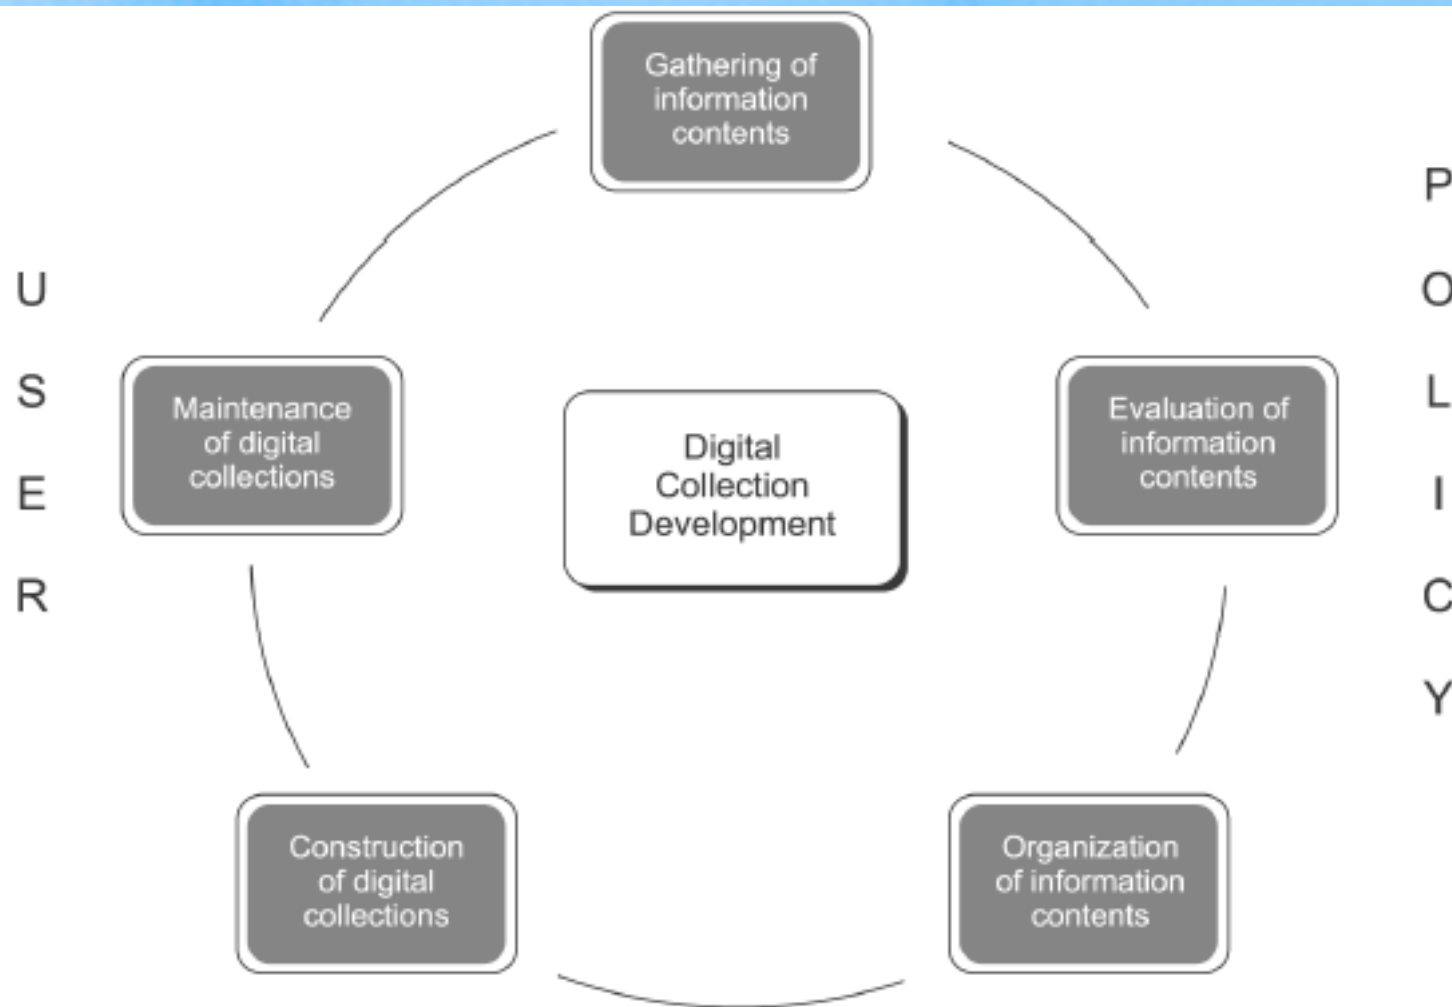 Gathering of
information
contents
U
S
E
R
Maintenance
of digital
collections
Digital
Collection
Development
Evaluation of
information
contents
P
O
L
I
C
Y
Construction
of digital
collections
Organization
of information
contents